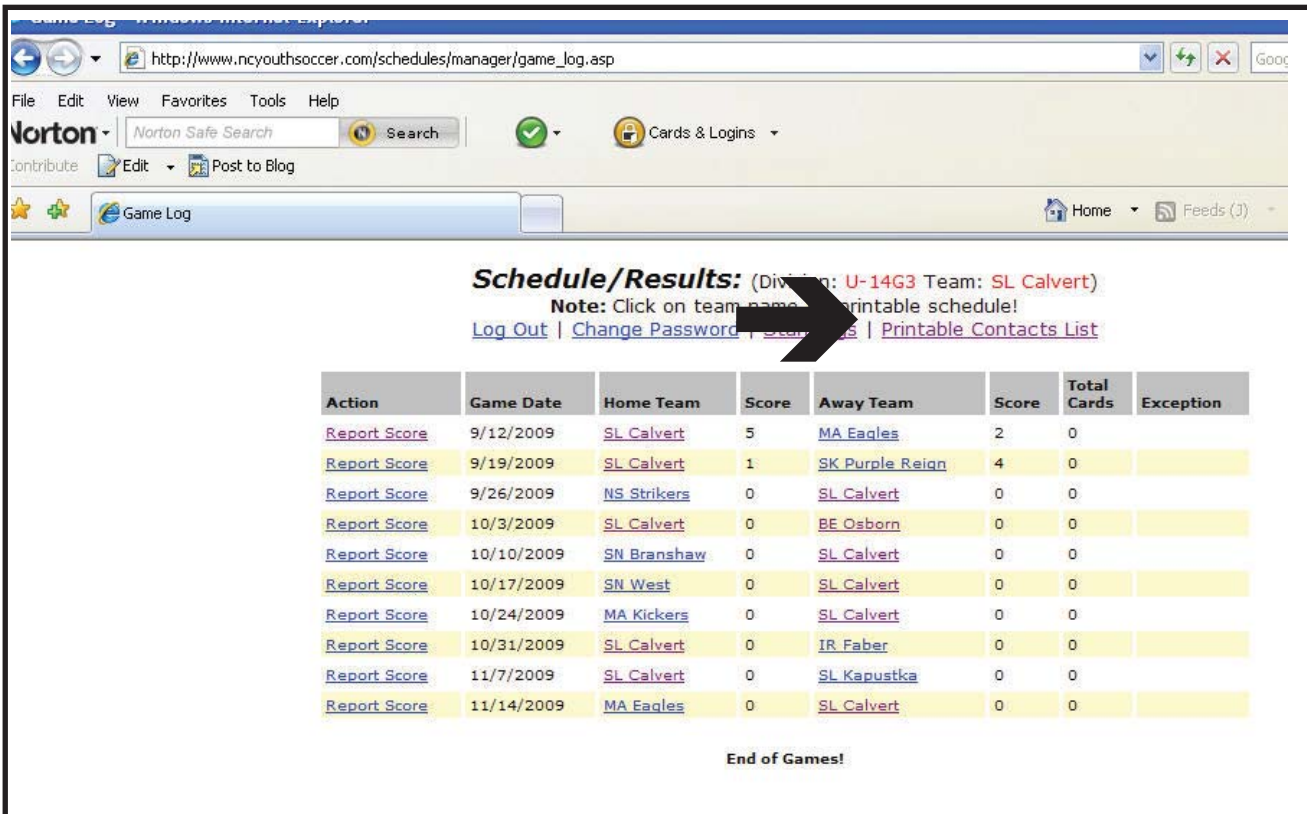 http://www.ncyouthsoccer.com/schedules/manager/game_log.asp
File Edit View Favorites Tools Help
Norton Norton Safe Search Search Cards & Logins
Contribute Edit Post to Blog
Game Log Home Feeds (J)
Schedule/Results: U-14G3 Team: SL Calvert)
Note: Click on team printable schedule!
Log Out | Change Password | | Printable Contacts List
Action Game Date Home Team Score Away Team Score Total Cards Exception
Report Score 9/12/2009 SL Calvert 5 MA Eagles 2 0
Report Score 9/19/2009 SL Calvert 1 SK Purple Reign 4 0
Report Score 9/26/2009 NS Strikers 0 SL Calvert 0 0
Report Score 10/3/2009 SL Calvert 0 BE Osborn 0 0
Report Score 10/10/2009 SN Branshaw 0 SL Calvert 0 0
Report Score 10/17/2009 SN West 0 SL Calvert 0 0
Report Score 10/24/2009 MA Kickers 0 SL Calvert 0 0
Report Score 10/31/2009 SL Calvert 0 IR Faber 0 0
Report Score 11/7/2009 SL Calvert 0 SL Kapustka 0 0
Report Score 11/14/2009 MA Eagles 0 SL Calvert 0 0
End of Games!